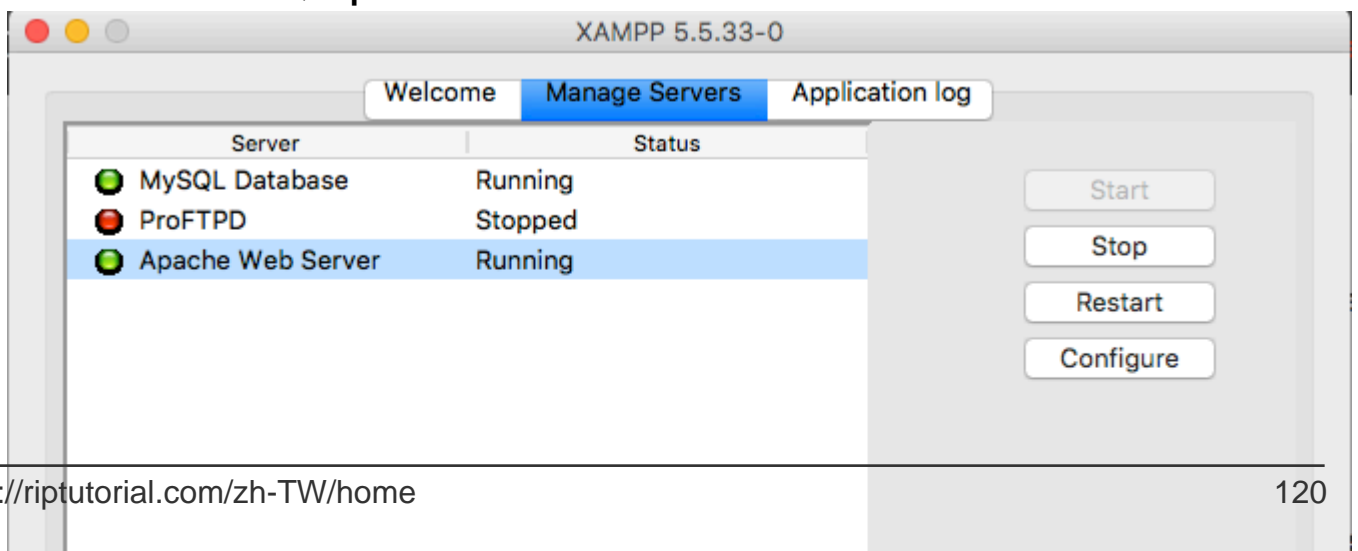 XAMPP 5.5.33-0
Welcome Manage Servers Application log
Server Status
MySQL Database Running
ProFTPD Stopped
Apache Web Server Running
Start
Stop
Restart
Configure
://riptutorial.com/zh-TW/home 120